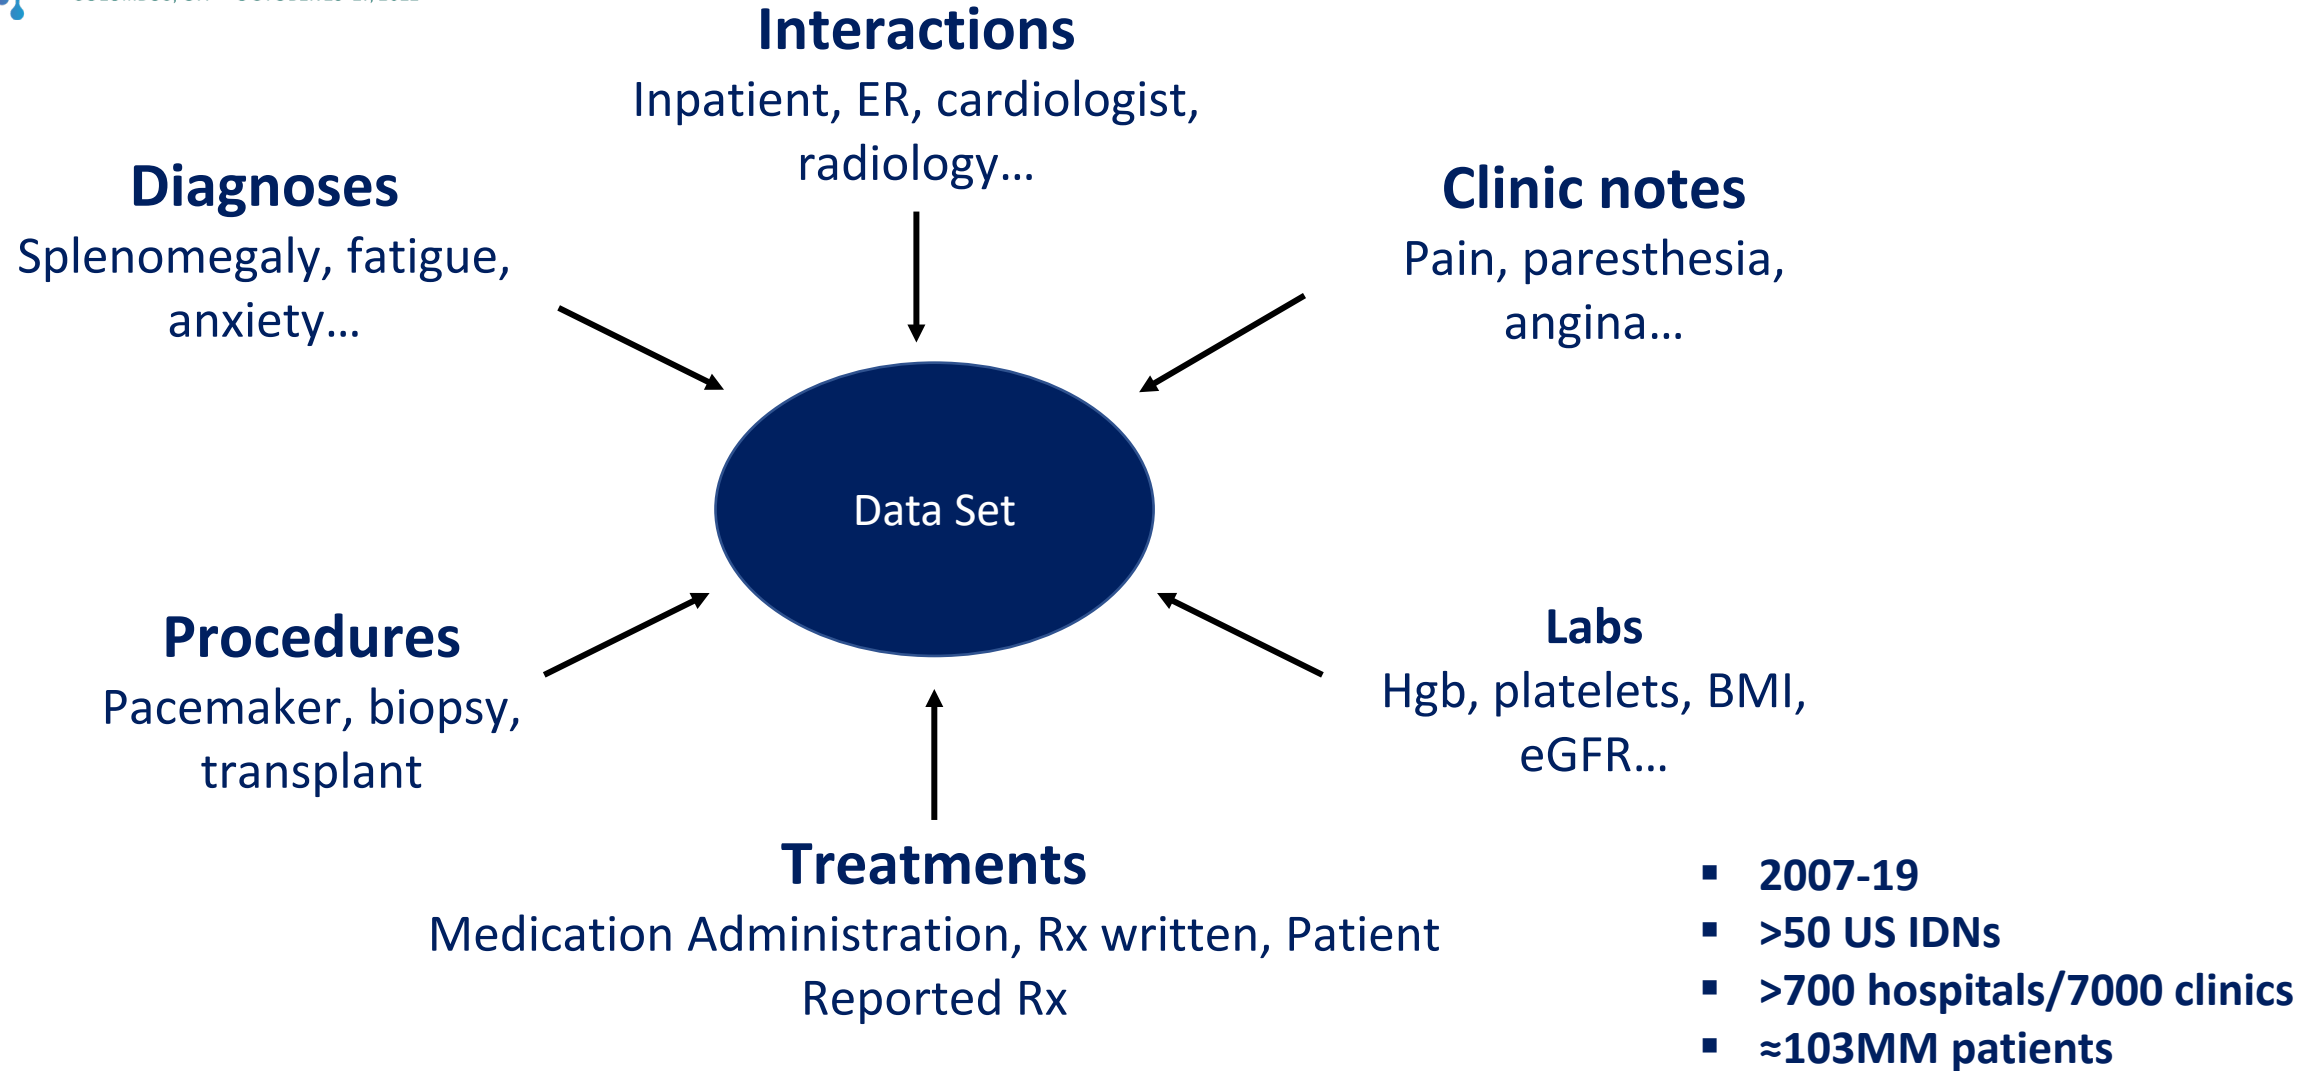 Interactions
Inpatient, ER, cardiologist,
radiology...
Diagnoses
Splenomegaly, fatigue,
anxiety...
Clinic notes
Pain, paresthesia,
angina...
Data Set
Procedures
Pacemaker, biopsy,
transplant
Labs
Hgb, platelets, BMI,
eGFR...
Treatments
Medication Administration, Rx written, Patient
Reported Rx
▪ 2007-19
▪ >50 US IDNs
▪ >700 hospitals/7000 clinics
▪ ≈103MM patients